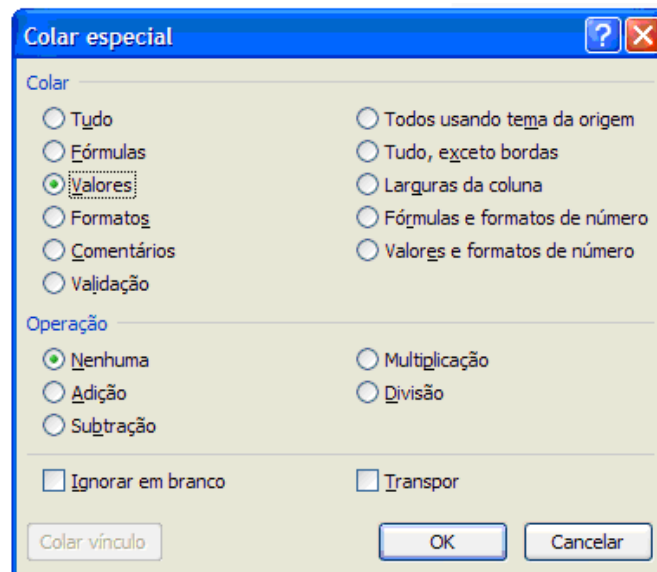 Colar especial
Colar
Tudo
Todos usando tema da origem
Fórmulas
Tudo, exceto bordas
Valores
Larguras da coluna
Formatos
Fórmulas e formatos de número
Comentários
Valores e formatos de número
Validação
Operação
Nenhuma
Multiplicação
Adição
Divisão
Subtração
Ignorar em branco
Transpor
Colar vínculo
OK
Cancelar